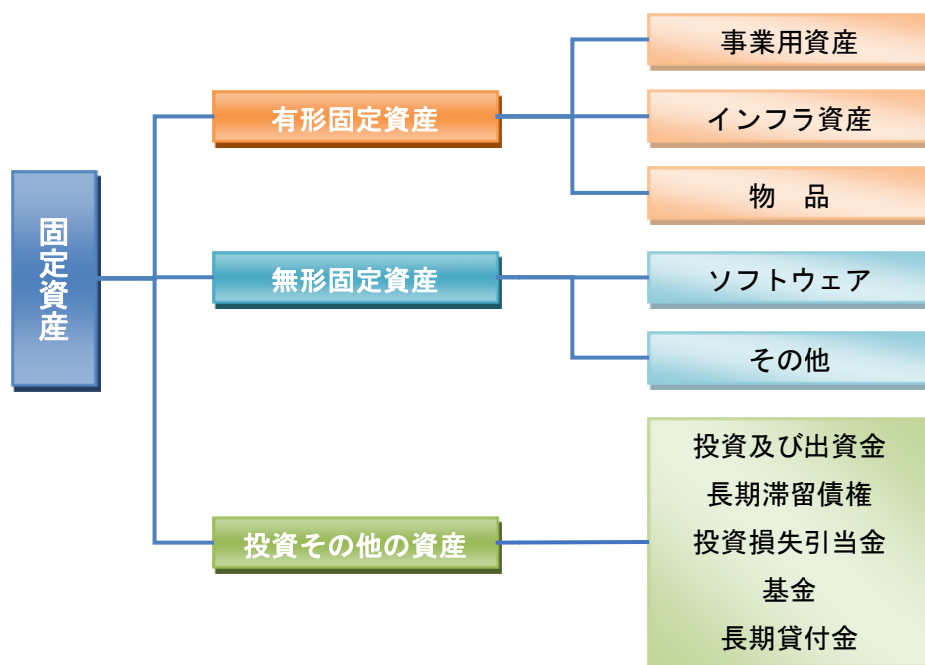 固定資産
有形固定資産
事業用資産
インフラ資産
物　品
無形固定資産
ソフトウェア
その他
投資その他の資産
投資及び出資金
長期滞留債権
投資損失引当金
基金
長期貸付金